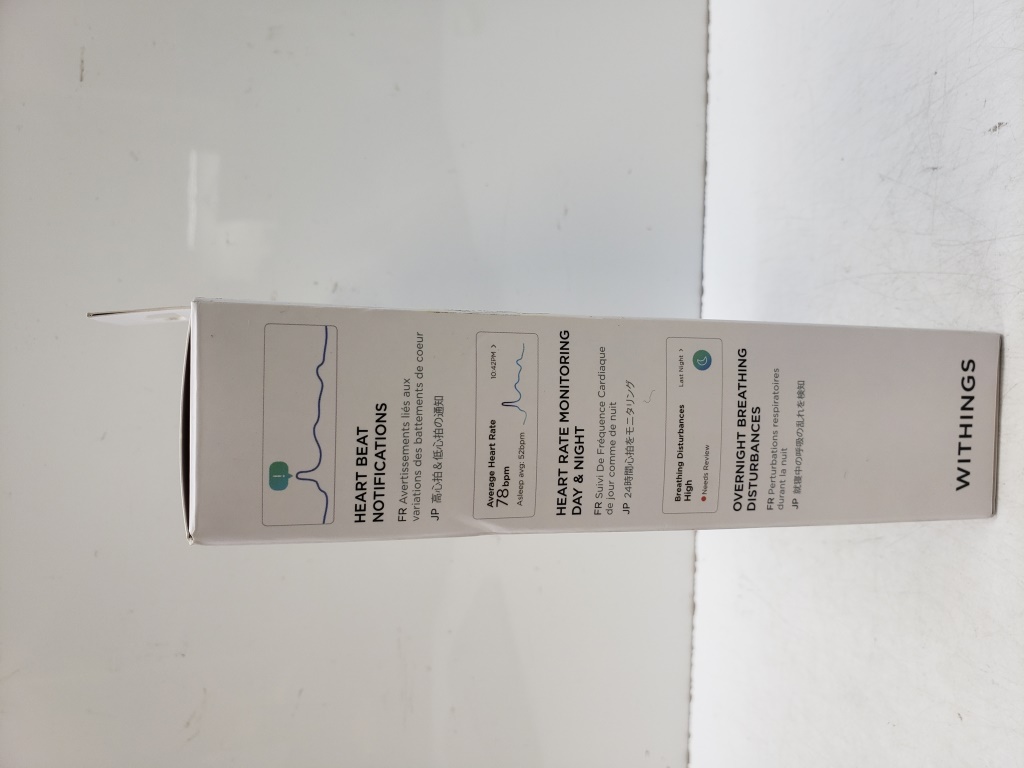 !
HEART BEAT
NOTIFICATIONS
FR Avertissements liés aux
variations des battements de coeur
JP 高心拍&低心拍の通知
Average Heart Rate 10:42PM >
78 bpm
Asleep avg: 52bpm
HEART RATE MONITORING
DAY & NIGHT
FR Suivi De Fréquence Cardiaque
de jour comme de nuit
JP 24時間心拍をモニタリング
Breathing Disturbances Last Night >
High
Needs Review
OVERNIGHT BREATHING
DISTURBANCES
FR Perturbations respiratoires
durant la nuit
JP 就寝中の呼吸の乱れを検知
WITHINGS